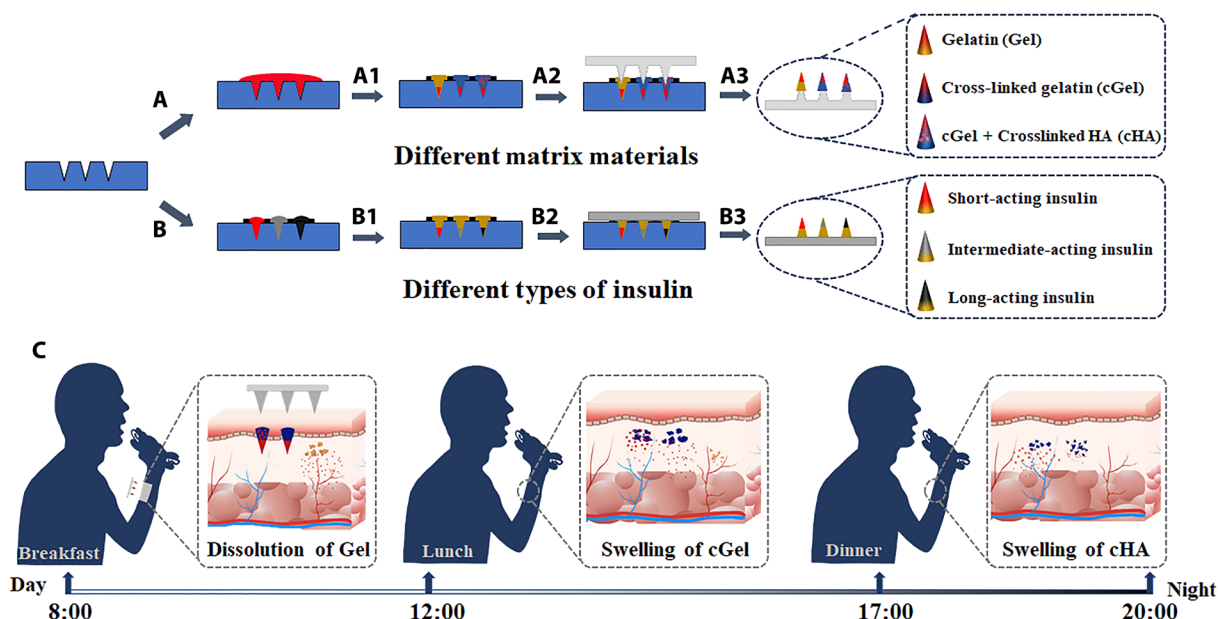 A
A1
A2
A3
Gelatin (Gel)
Cross-linked gelatin (cGel)
cGel + Crosslinked HA (cHA)
Different matrix materials
B
B1
B2
B3
Short-acting insulin
Intermediate-acting insulin
Long-acting insulin
Different types of insulin
C
Breakfast
Dissolution of Gel
Lunch
Swelling of cGel
Dinner
Swelling of cHA
Day
Night
8:00
12:00
17:00
20:00